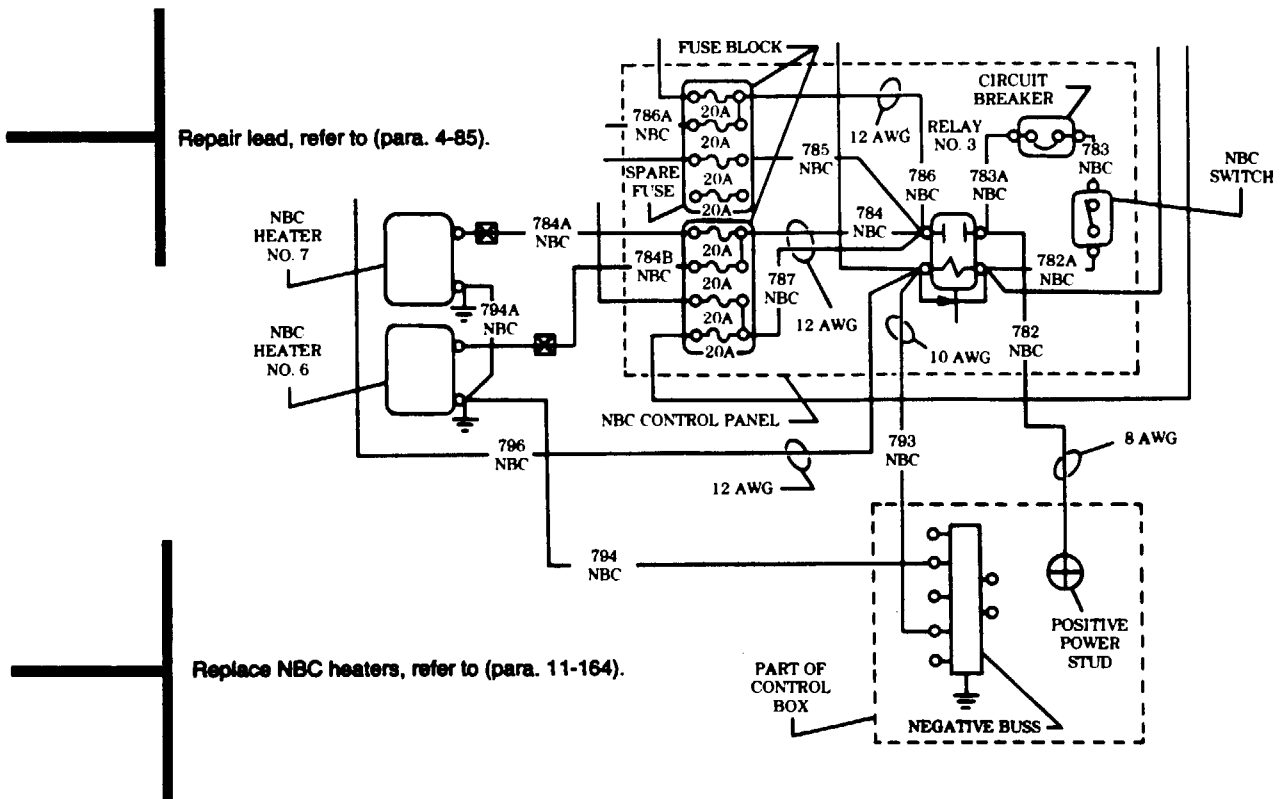 FUSE BLOCK
CIRCUIT
BREAKER
20A
786A
NBC
12 AWG
RELAY
NO. 3
783
NBC
NBC
SWITCH
Repair lead, refer to (para. 4-85).
20A
785
NBC
786
NBC
783A
NBC
SPARE
FUSE
20A
20A
NBC
HEATER
NO. 7
784A
NBC
784
NBC
784B
NBC
20A
787
NBC
782A
NBC
20A
12 AWG
794A
NBC
20A
782
NBC
NBC
HEATER
NO. 6
20A
10 AWG
NBC CONTROL PANEL
796
NBC
793
NBC
8 AWG
12 AWG
794
NBC
POSITIVE
POWER
STUD
Replace NBC heaters, refer to (para. 11-164).
PART OF
CONTROL
BOX
NEGATIVE BUSS